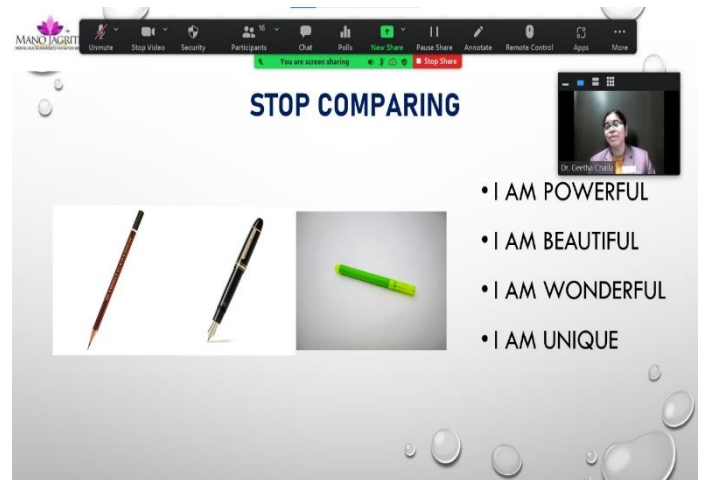 MANO JAGRITI
Unmute
Stop Video
Security
16
Participants
Chat
Polls
New Share
Pause Share
Annotate
Remote Control
Apps
More
You are screen sharing
Stop Share
STOP COMPARING
Dr. Geetha Challa
• I AM POWERFUL
• I AM BEAUTIFUL
• I AM WONDERFUL
• I AM UNIQUE